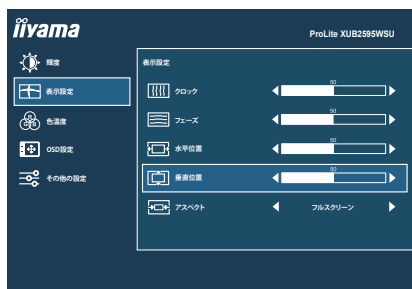 iiyama
ProLite XUB2595WSU
輝度
表示設定
色温度
OSD設定
その他の設定
表示設定
クロック
50
フェーズ
50
水平位置
50
垂直位置
50
アスペクト
フルスクリーン